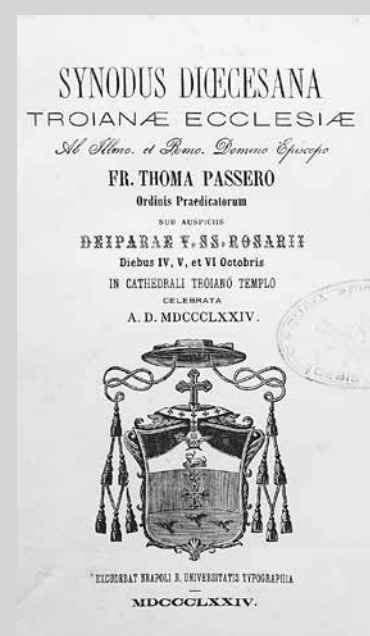 SYNODUS DIŒCESANA
TROIANÆ ECCLESIÆ
Ab Illmo. et Rmo. Domino Episcopo
FR. THOMA PASSERO
Ordinis Praedicatorum
SUB AUSPICIIS
DEIPARAE V. SS. ROSARII
Diebus IV, V, et VI Octobris
IN CATHEDRALI TROIANO TEMPLO
CELEBRATA
A. D. MDCCCLXXIV.
EXCUDEBAT NEAPOLI R. UNIVERSITATIS TYPOGRAPHIA
MDCCCLXXIV.